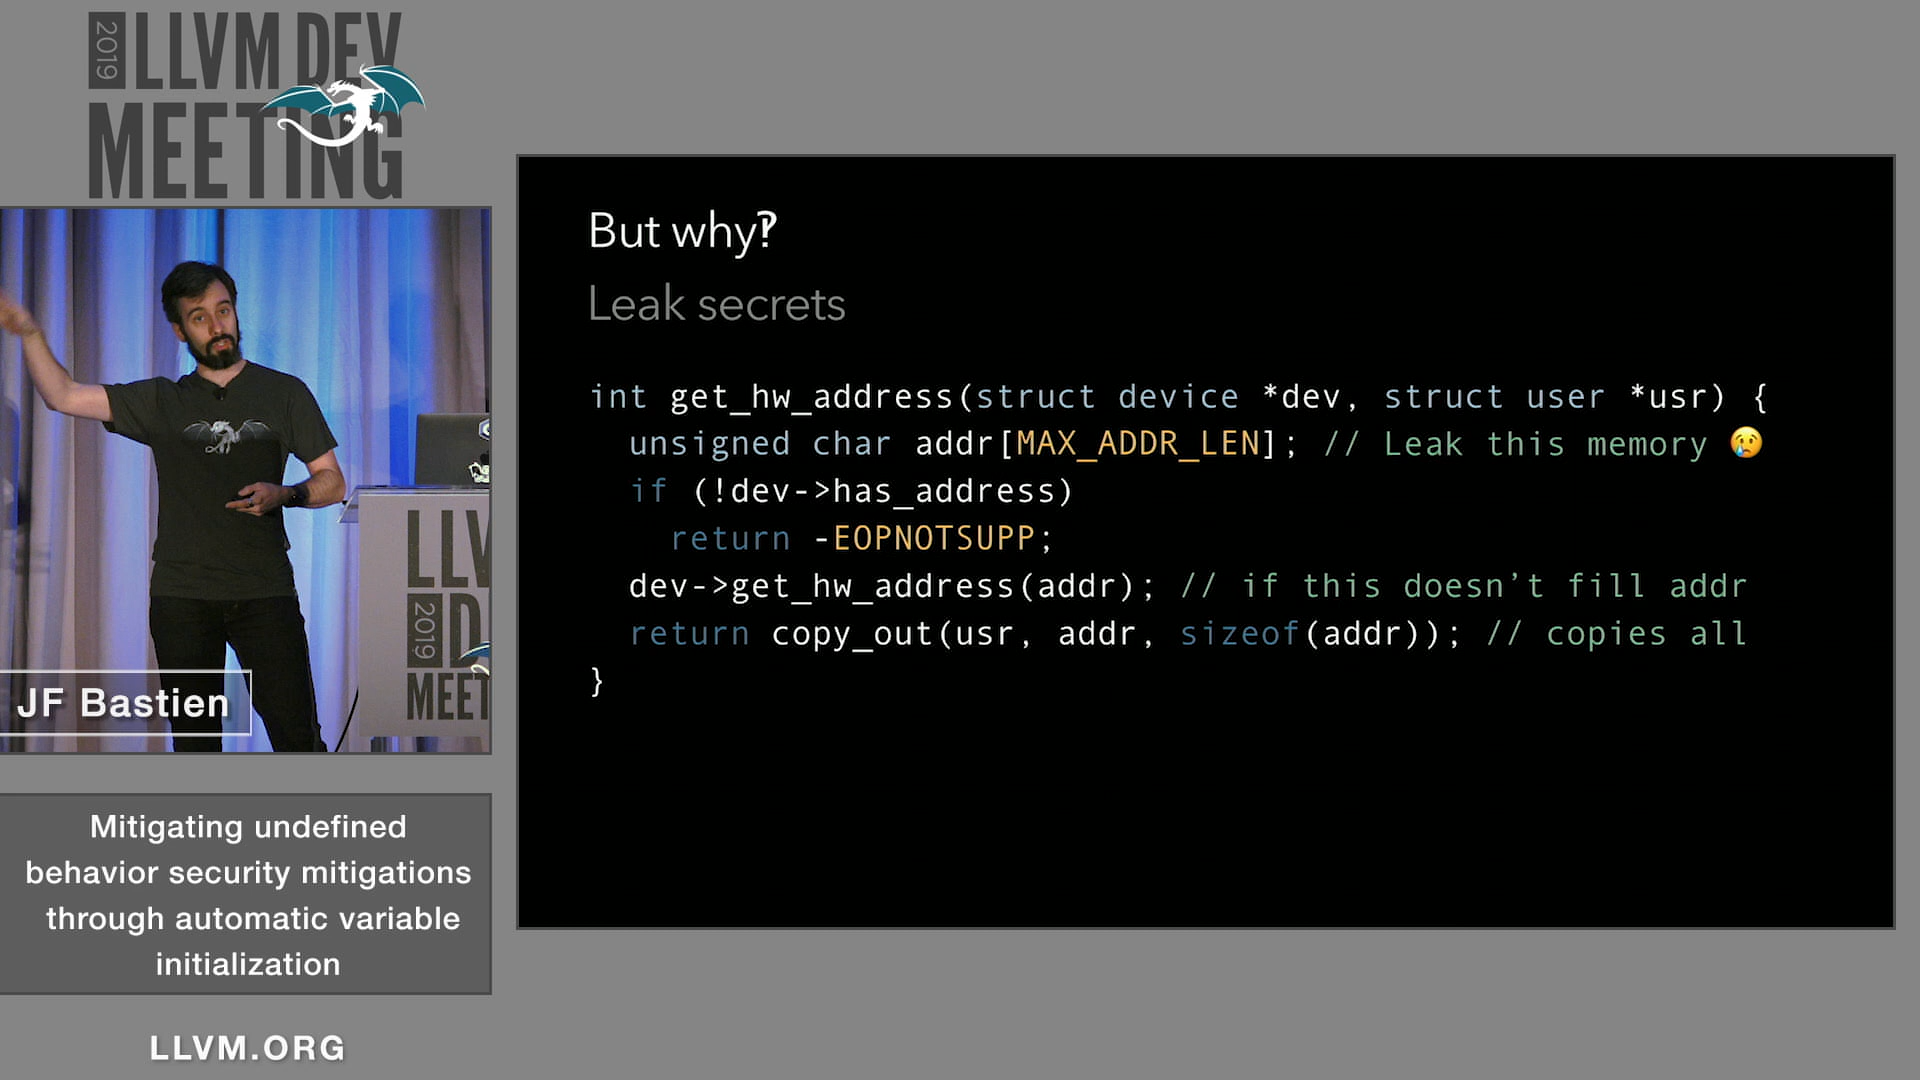 2019 LLVM DEV
MEETING
JF Bastien
LLV
2019 D
MEET
Mitigating undefined
behavior security mitigations
through automatic variable
initialization
LLVM.ORG
But why‽
Leak secrets
int get_hw_address(struct device *dev, struct user *usr) {
unsigned char addr[MAX_ADDR_LEN]; // Leak this memory 😢
if (!dev->has_address)
return -EOPNOTSUPP;
dev->get_hw_address(addr); // if this doesn’t fill addr
return copy_out(usr, addr, sizeof(addr)); // copies all
}